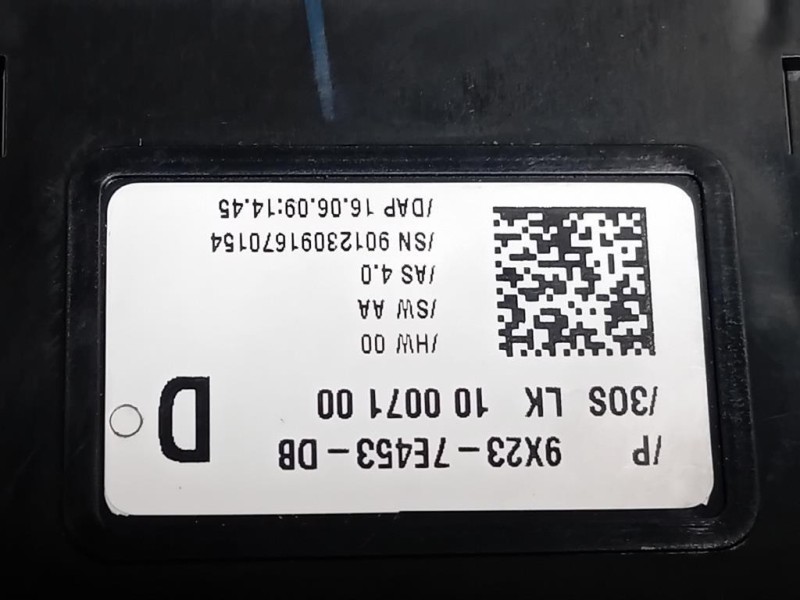 /P 9X23-7E453-DB
/3OS LK 10 0071 00
D
/HW 00
/SW AA
/AS 4.0
/SN 90123091670154
/DAP 16.06.09:14.45